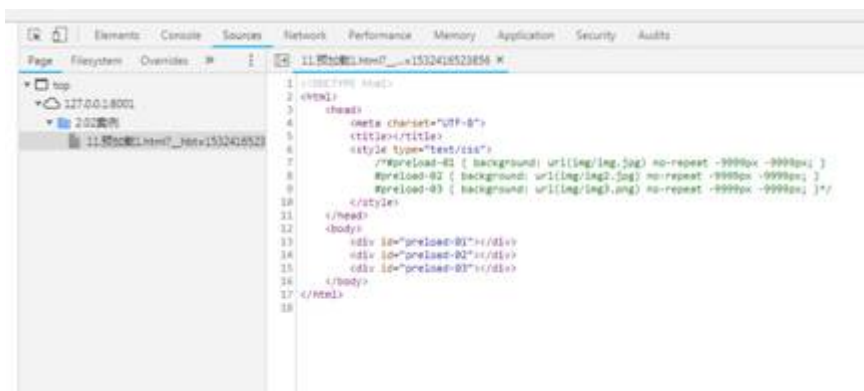 Elements Console Sources Network Performance Memory Application Security Audits
Page Filesystem Overrides
11.预加载1.html?__...=1532416523856 ×
top
127.0.0.1:8001
2.02案例
11.预加载1.html?__hbt=1532416523
1 <!DOCTYPE html>
2 <html>
3 <head>
4 <meta charset="UTF-8">
5 <title></title>
6 <style type="text/css">
7 /*#preload-01 { background: url(img/img.jpg) no-repeat -9999px -9999px; }
8 #preload-02 { background: url(img/img2.jpg) no-repeat -9999px -9999px; }
9 #preload-03 { background: url(img/img3.png) no-repeat -9999px -9999px; }*/
10 </style>
11 </head>
12 <body>
13 <div id="preload-01"></div>
14 <div id="preload-02"></div>
15 <div id="preload-03"></div>
16 </body>
17 </html>
18